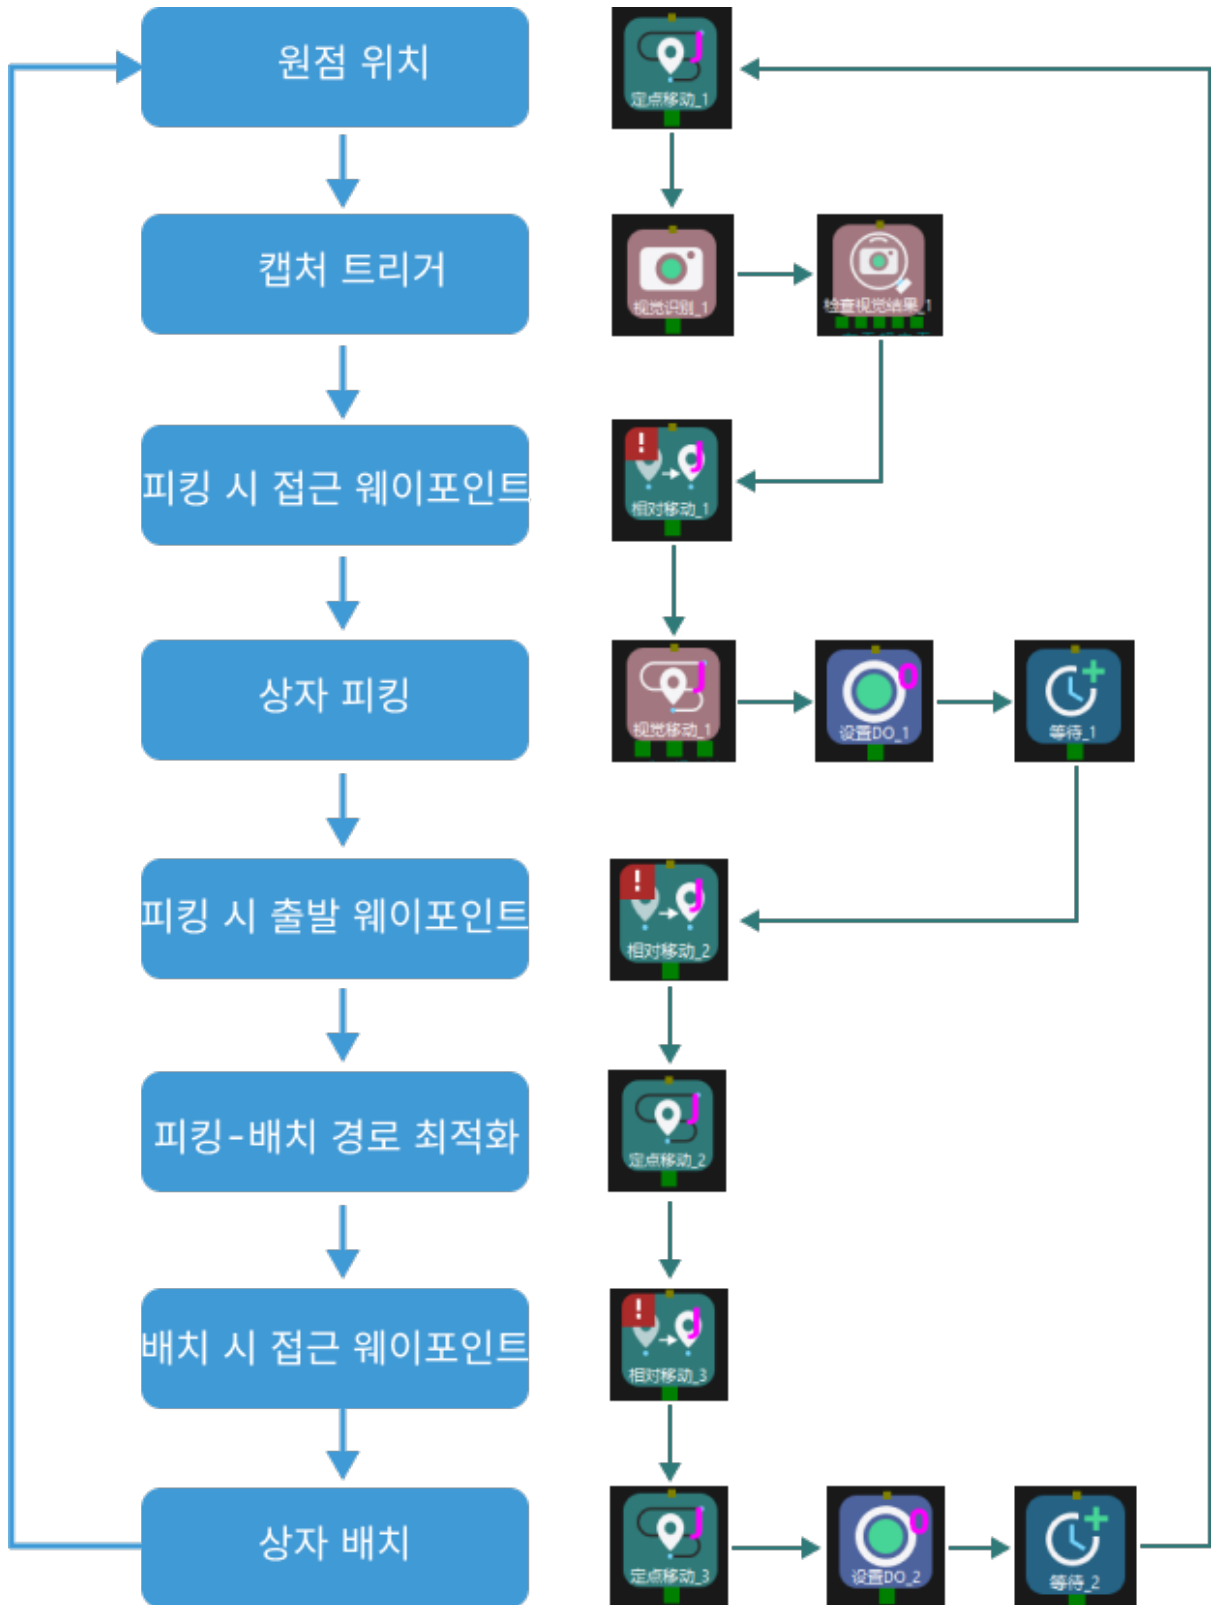 원점 위치
定点移动_1
캡처 트리거
视觉识别_1
检查视觉结果_1
피킹 시 접근 웨이포인트
!
J
相对移动_1
상자 피킹
J
视觉移动_1
O
设置DO_1
等待_1
피킹 시 출발 웨이포인트
!
J
相对移动_2
피킹-배치 경로 최적화
J
定点移动_2
배치 시 접근 웨이포인트
!
J
相对移动_3
상자 배치
J
定点移动_3
O
设置DO_2
等待_2